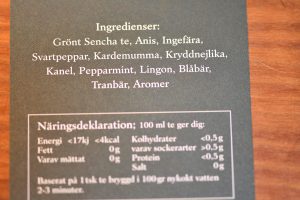 Ingredienser:
Grönt Sencha te, Anis, Ingefära,
Svartpeppar, Kardemumma, Kryddnejlika,
Kanel, Pepparmint, Lingon, Blåbär,
Tranbär, Aromer
Näringsdeklaration; 100 ml te ger dig:
Energi <17kj <4kcal Kolhydrater <0,5g
Fett 0g varav sockerarter >0,5g
Varav mättat 0g Protein <0,5g
Salt 0g
Baserat på 1 tsk te bryggd i 100gr nykokt vatten
2-3 minuter.